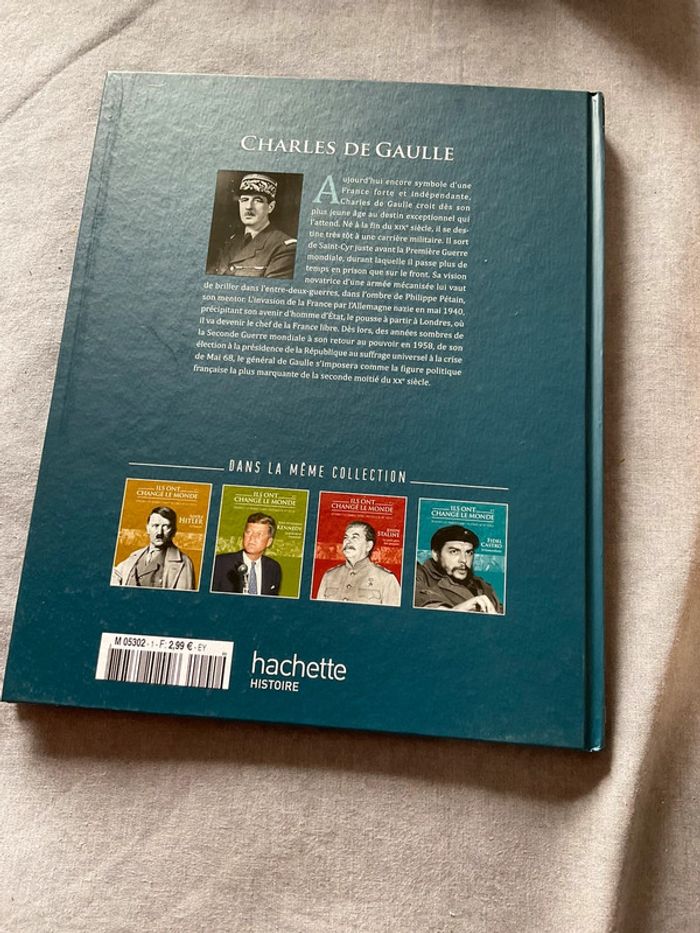 CHARLES DE GAULLE
Aujourd'hui encore symbole d'une
France forte et indépendante,
Charles de Gaulle croit dès son
plus jeune âge au destin exceptionnel qui
l'attend. Né à la fin du XIXe siècle, il se des-
tine très tôt à une carrière militaire. Il sort
de Saint-Cyr juste avant la Première Guerre
mondiale, durant laquelle il passe plus de
temps en prison que sur le front. Sa vision
novatrice d'une armée mécanisée lui vaut
de briller dans l'entre-deux-guerres, dans l'ombre de Philippe Pétain,
son mentor. L'invasion de la France par l'Allemagne nazie en mai 1940,
précipitant son avenir d'homme d'État, le pousse à partir à Londres, où
il va devenir le chef de la France libre. Dès lors, des années sombres de
la Seconde Guerre mondiale à son retour au pouvoir en 1958, de son
élection à la présidence de la République au suffrage universel à la crise
de Mai 68, le général de Gaulle s'imposera comme la figure politique
française la plus marquante de la seconde moitié du XXe siècle.
DANS LA MÊME COLLECTION
ILS ONT
CHANGÉ LE MONDE
HITLER
ILS ONT
CHANGÉ LE MONDE
KENNEDY
ILS ONT
CHANGÉ LE MONDE
JOSEPH
STALINE
ILS ONT
CHANGÉ LE MONDE
FIDEL
CASTRO
M 05302 - 1 - F: 2,99 € - EY
hachette
HISTOIRE